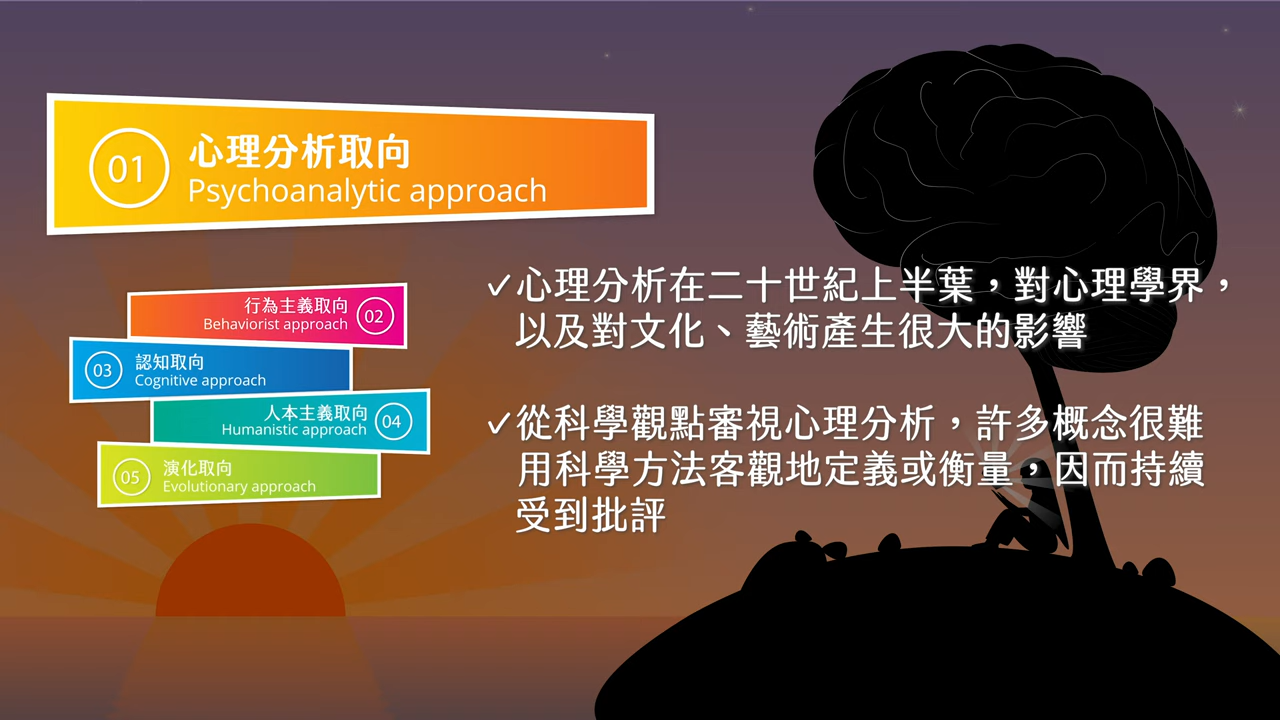 01
心理分析取向
Psychoanalytic approach
行為主義取向
Behaviorist approach
02
03
認知取向
Cognitive approach
人本主義取向
Humanistic approach
04
05
演化取向
Evolutionary approach
✓心理分析在二十世紀上半葉，對心理學界，
以及對文化、藝術產生很大的影響
✓從科學觀點審視心理分析，許多概念很難
用科學方法客觀地定義或衡量，因而持續
受到批評